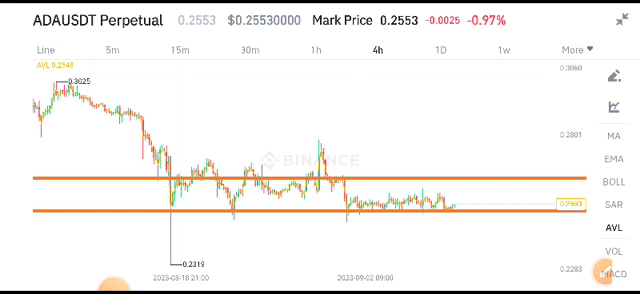 ADAUSDT Perpetual 0.2553 $0.25530000 Mark Price 0.2553 -0.0025 -0.97%
Line 5m 15m 30m 1h 4h 1D 1w More
AVL 0.2548
0.3025
0.3060
0.2801
MA
EMA
BINANCE
BOLL
SAR
0.2553
AVL
VOL
0.2319
0.2283
MACD
2023-08-18 21:00 2023-09-02 09:00